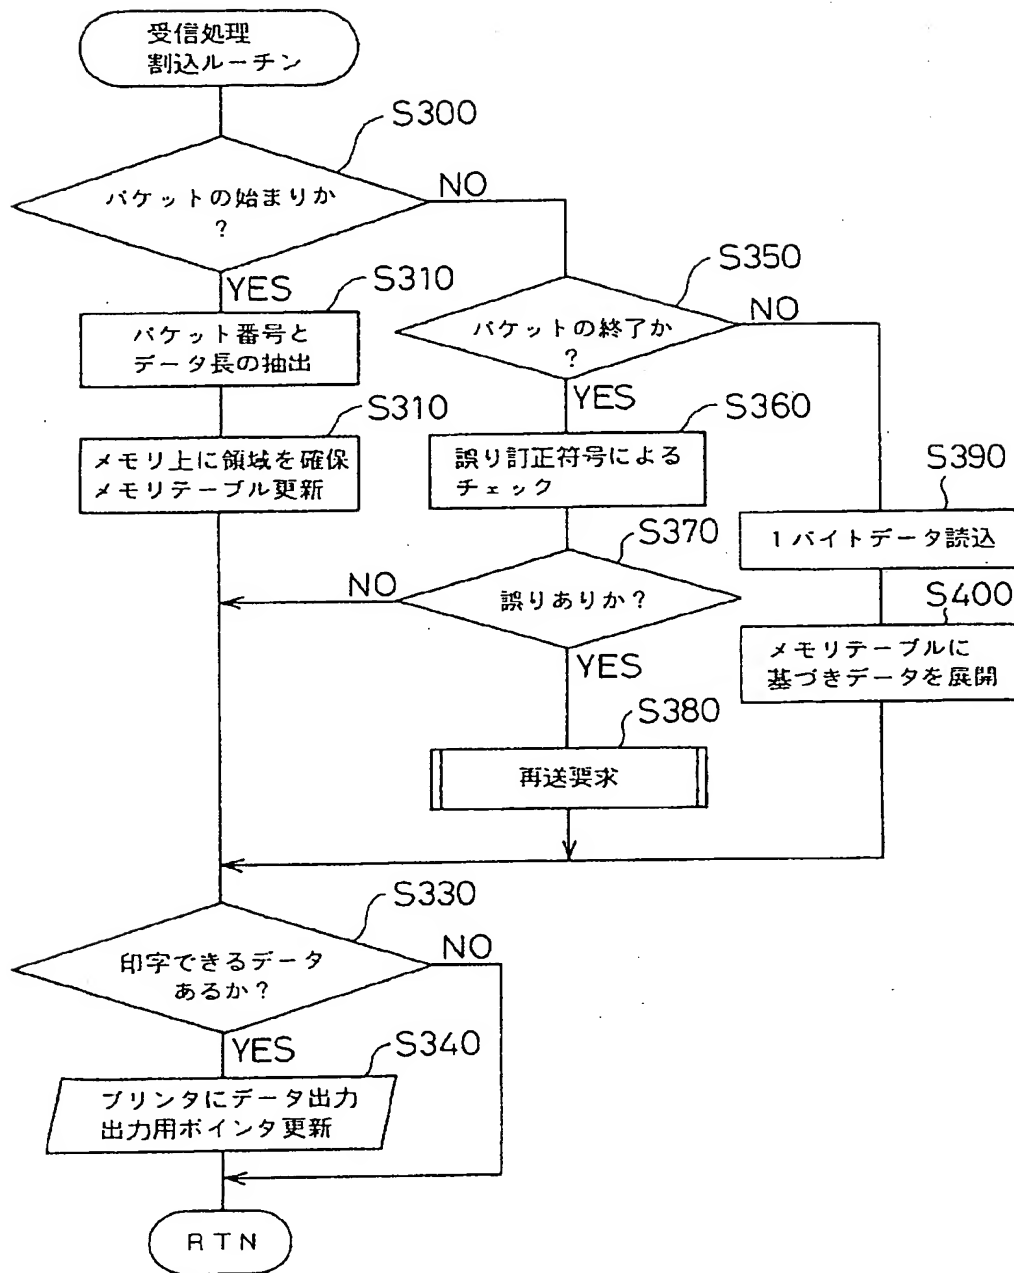 受信処理
割込ルーチン
S300
パケットの始まりか
?
NO
YES
S310
パケット番号と
データ長の抽出
S310
メモリ上に領域を確保
メモリテーブル更新
S350
パケットの終了か
?
NO
YES
S360
誤り訂正符号による
チェック
S370
誤りありか?
NO
YES
S380
再送要求
S390
1バイトデータ読込
S400
メモリテーブルに
基づきデータを展開
S330
印字できるデータ
あるか?
NO
YES
S340
プリンタにデータ出力
出力用ポインタ更新
RTN